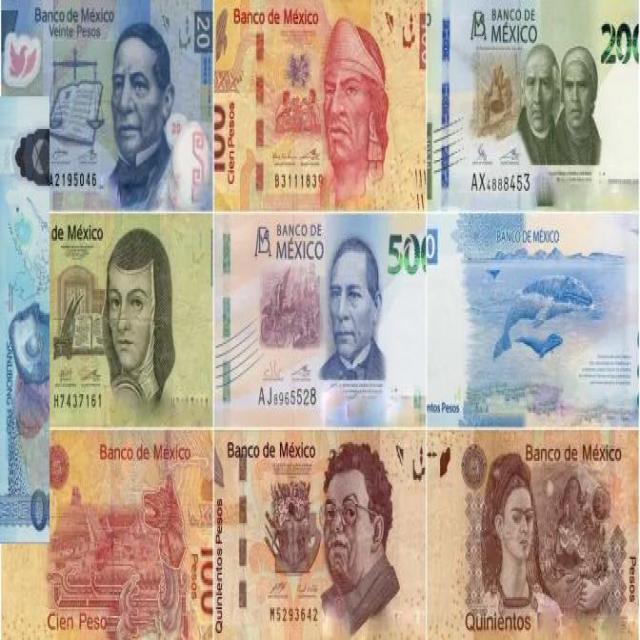 Banco de México
Veinte Pesos
20
A2195046
Banco de México
100
Cien Pesos
B3111839
BANCO DE
MÉXICO
200
AX4888453
de México
H7437161
BANCO DE
MÉXICO
500
AJ8965528
BANCO DE MÉXICO
ntos Pesos
Banco de México
Cien Peso
100
Pesos
Banco de México
Quinientos Pesos
M5293642
Banco de México
Quinientos
Pesos